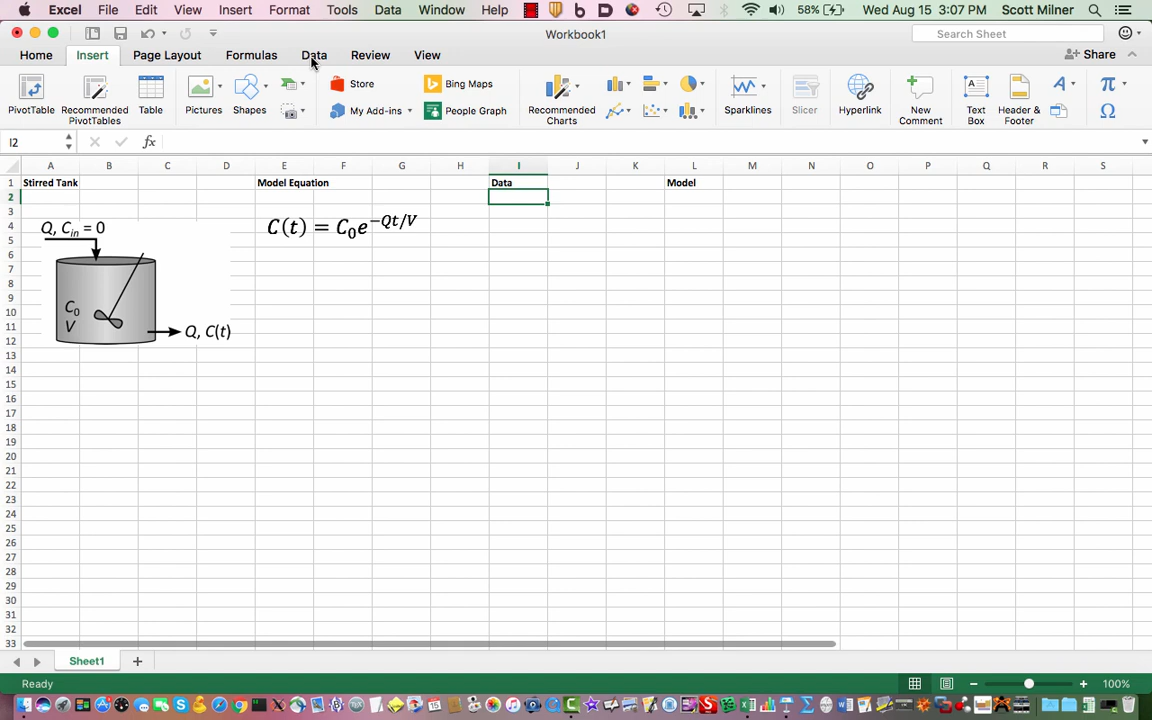 Excel File Edit View Insert Format Tools Data Window Help 58% Wed Aug 15 3:07 PM Scott Milner
Workbook1
Search Sheet
Home Insert Page Layout Formulas Data Review View
Share
PivotTable
Recommended PivotTables
Table
Pictures
Shapes
Store
My Add-ins
Bing Maps
People Graph
Recommended Charts
Sparklines
Slicer
Hyperlink
New Comment
Text Box
Header & Footer
I2 fx
A B C D E F G H I J K L M N O P Q R S
1 Stirred Tank Model Equation Data Model
2
3
4
5
6
7
8
9
10
11
12
13
14
15
16
17
18
19
20
21
22
23
24
25
26
27
28
29
30
31
32
33
Q, Cin = 0
C(t) = C₀e^−Qt/V
C₀
V
Q, C(t)
Sheet1
Ready
100%